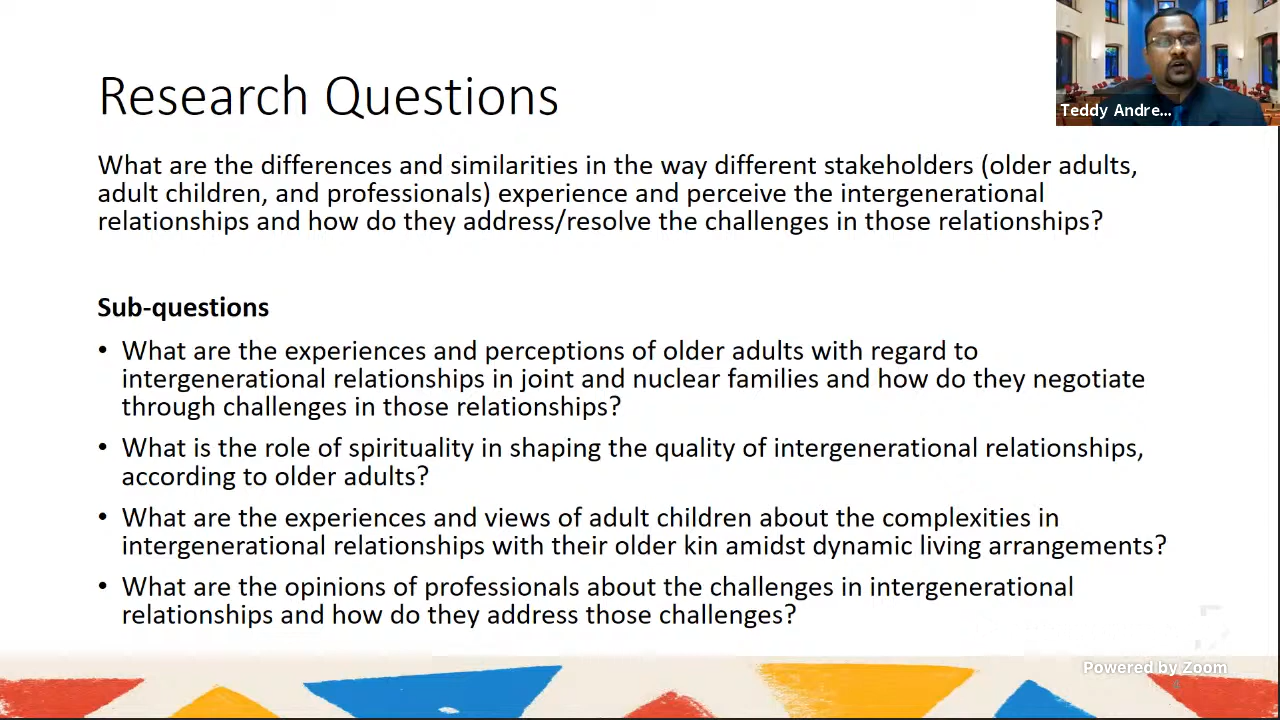 Research Questions
Teddy Andre...
What are the differences and similarities in the way different stakeholders (older adults,
adult children, and professionals) experience and perceive the intergenerational
relationships and how do they address/resolve the challenges in those relationships?
Sub-questions
• What are the experiences and perceptions of older adults with regard to
intergenerational relationships in joint and nuclear families and how do they negotiate
through challenges in those relationships?
• What is the role of spirituality in shaping the quality of intergenerational relationships,
according to older adults?
• What are the experiences and views of adult children about the complexities in
intergenerational relationships with their older kin amidst dynamic living arrangements?
• What are the opinions of professionals about the challenges in intergenerational
relationships and how do they address those challenges?
Powered by Zoom